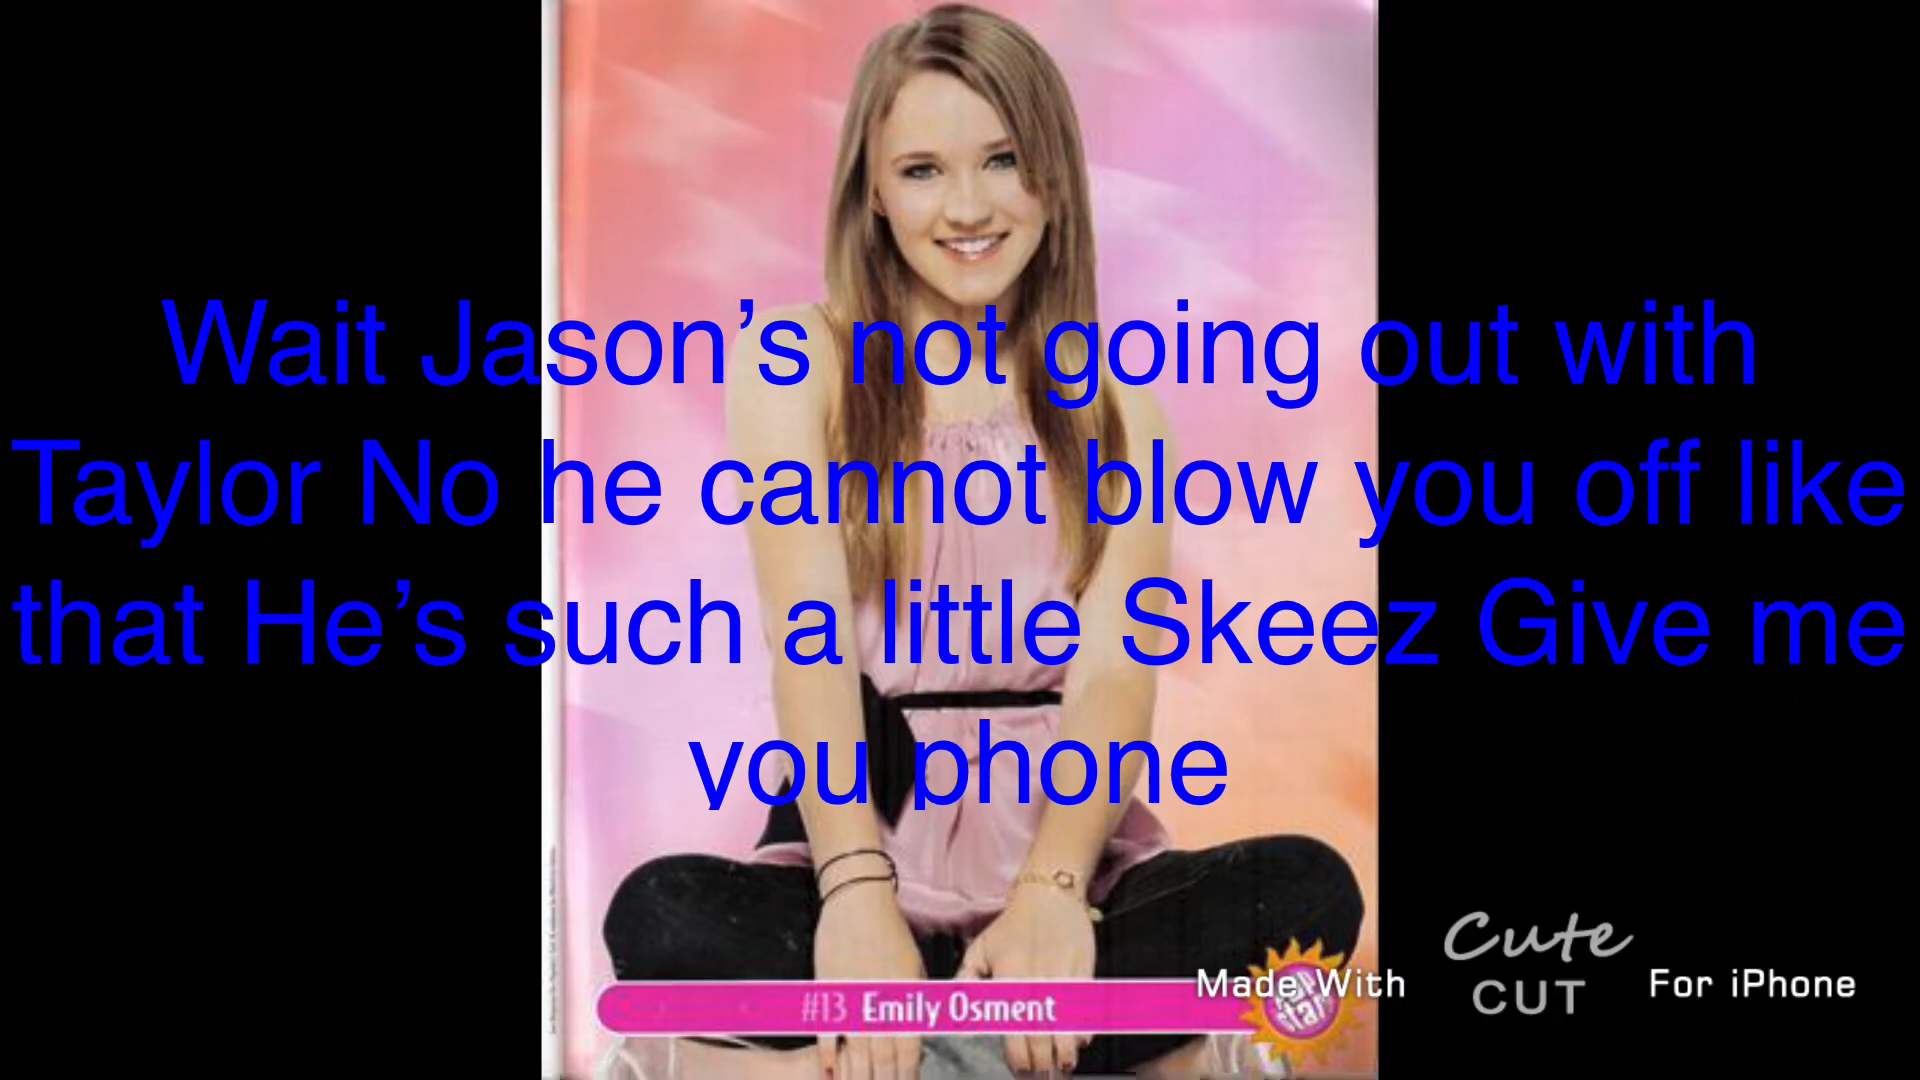 Wait Jason’s not going out with
Taylor No he cannot blow you off like
that He’s such a little Skeez Give me
you phone
#13 Emily Osment
star
Made With Cute CUT For iPhone